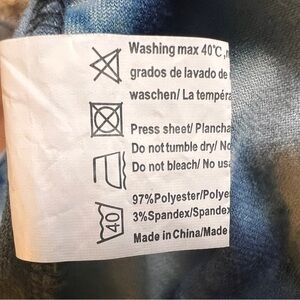 Washing max 40°C,
grados de lavado de
waschen/ La tempéra
Press sheet/ Plancha
Do not tumble dry/ No
Do not bleach/ No usa
97%Polyester/Polye
3%Spandex/Spandex
Made in China/Made
40